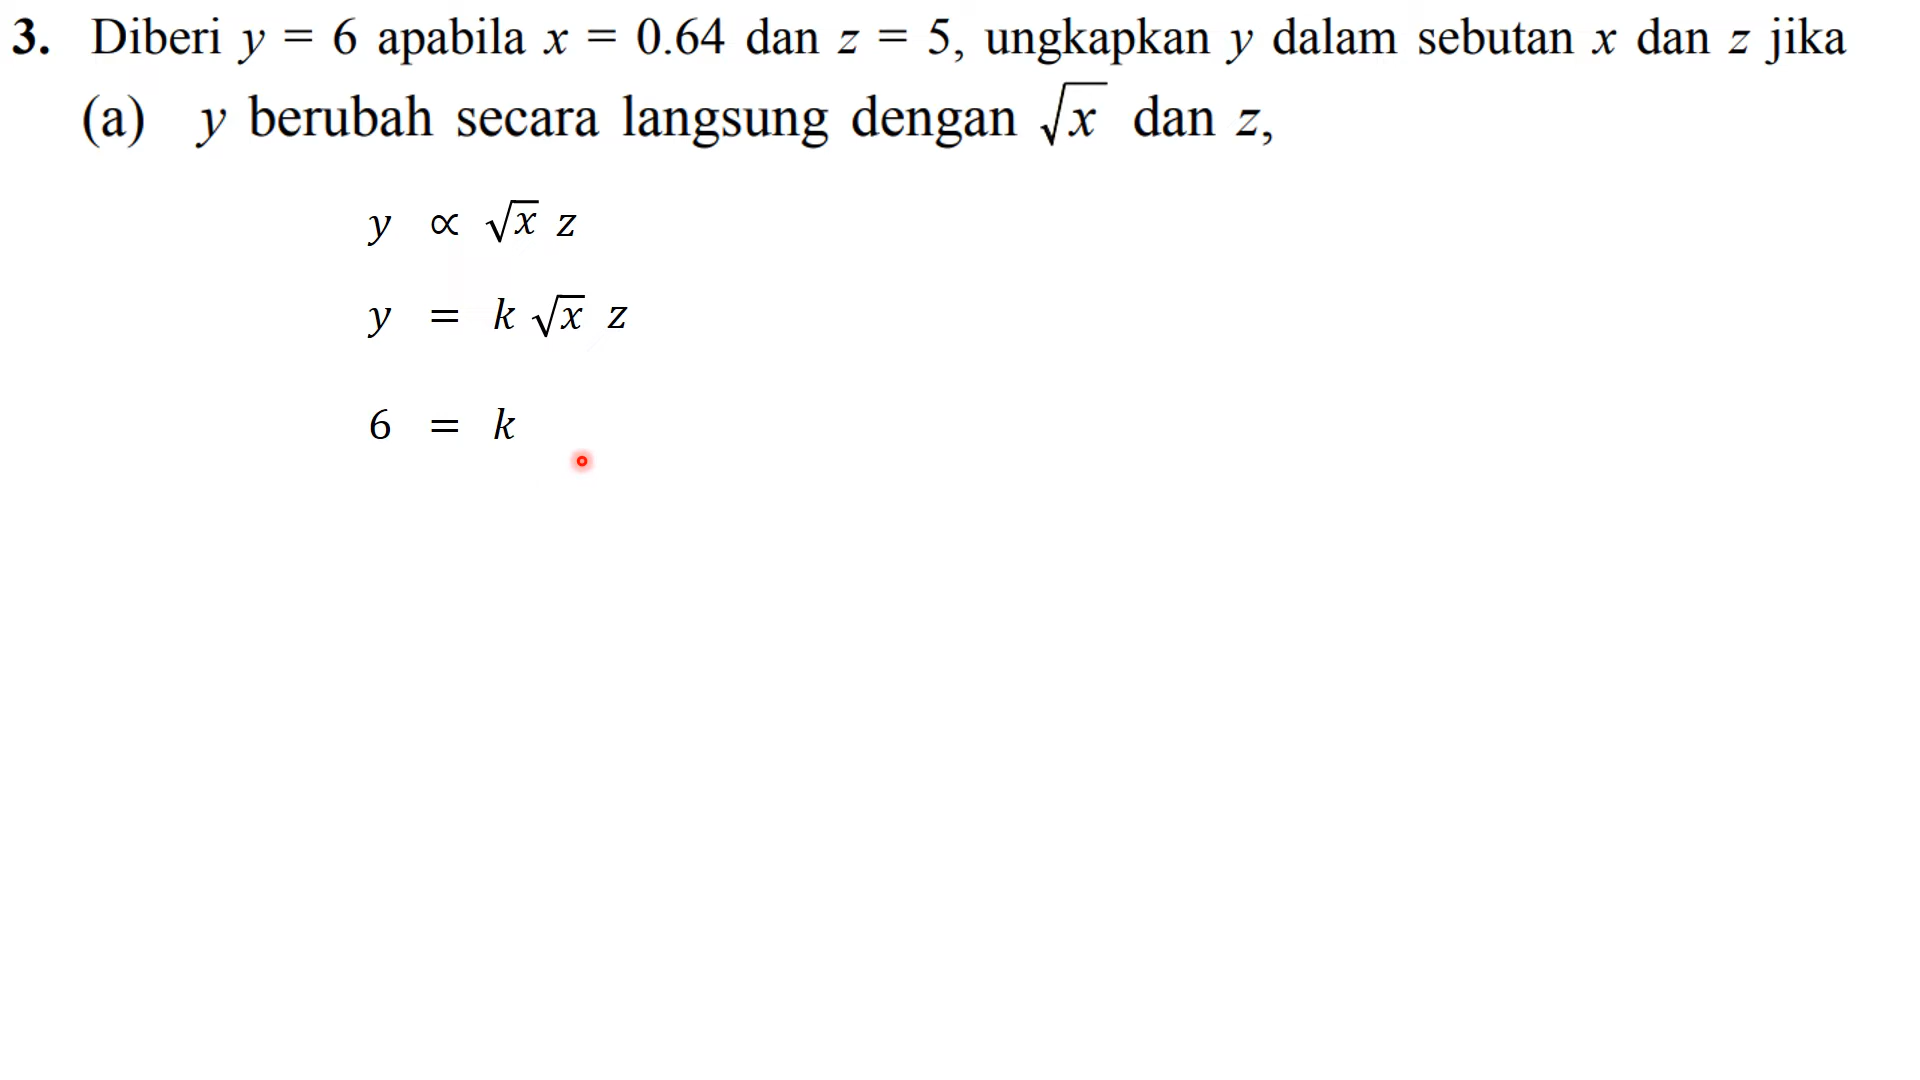 3. Diberi y = 6 apabila x = 0.64 dan z = 5, ungkapkan y dalam sebutan x dan z jika
(a) y berubah secara langsung dengan √x dan z,
y ∝ √x z
y = k √x z
6 = k